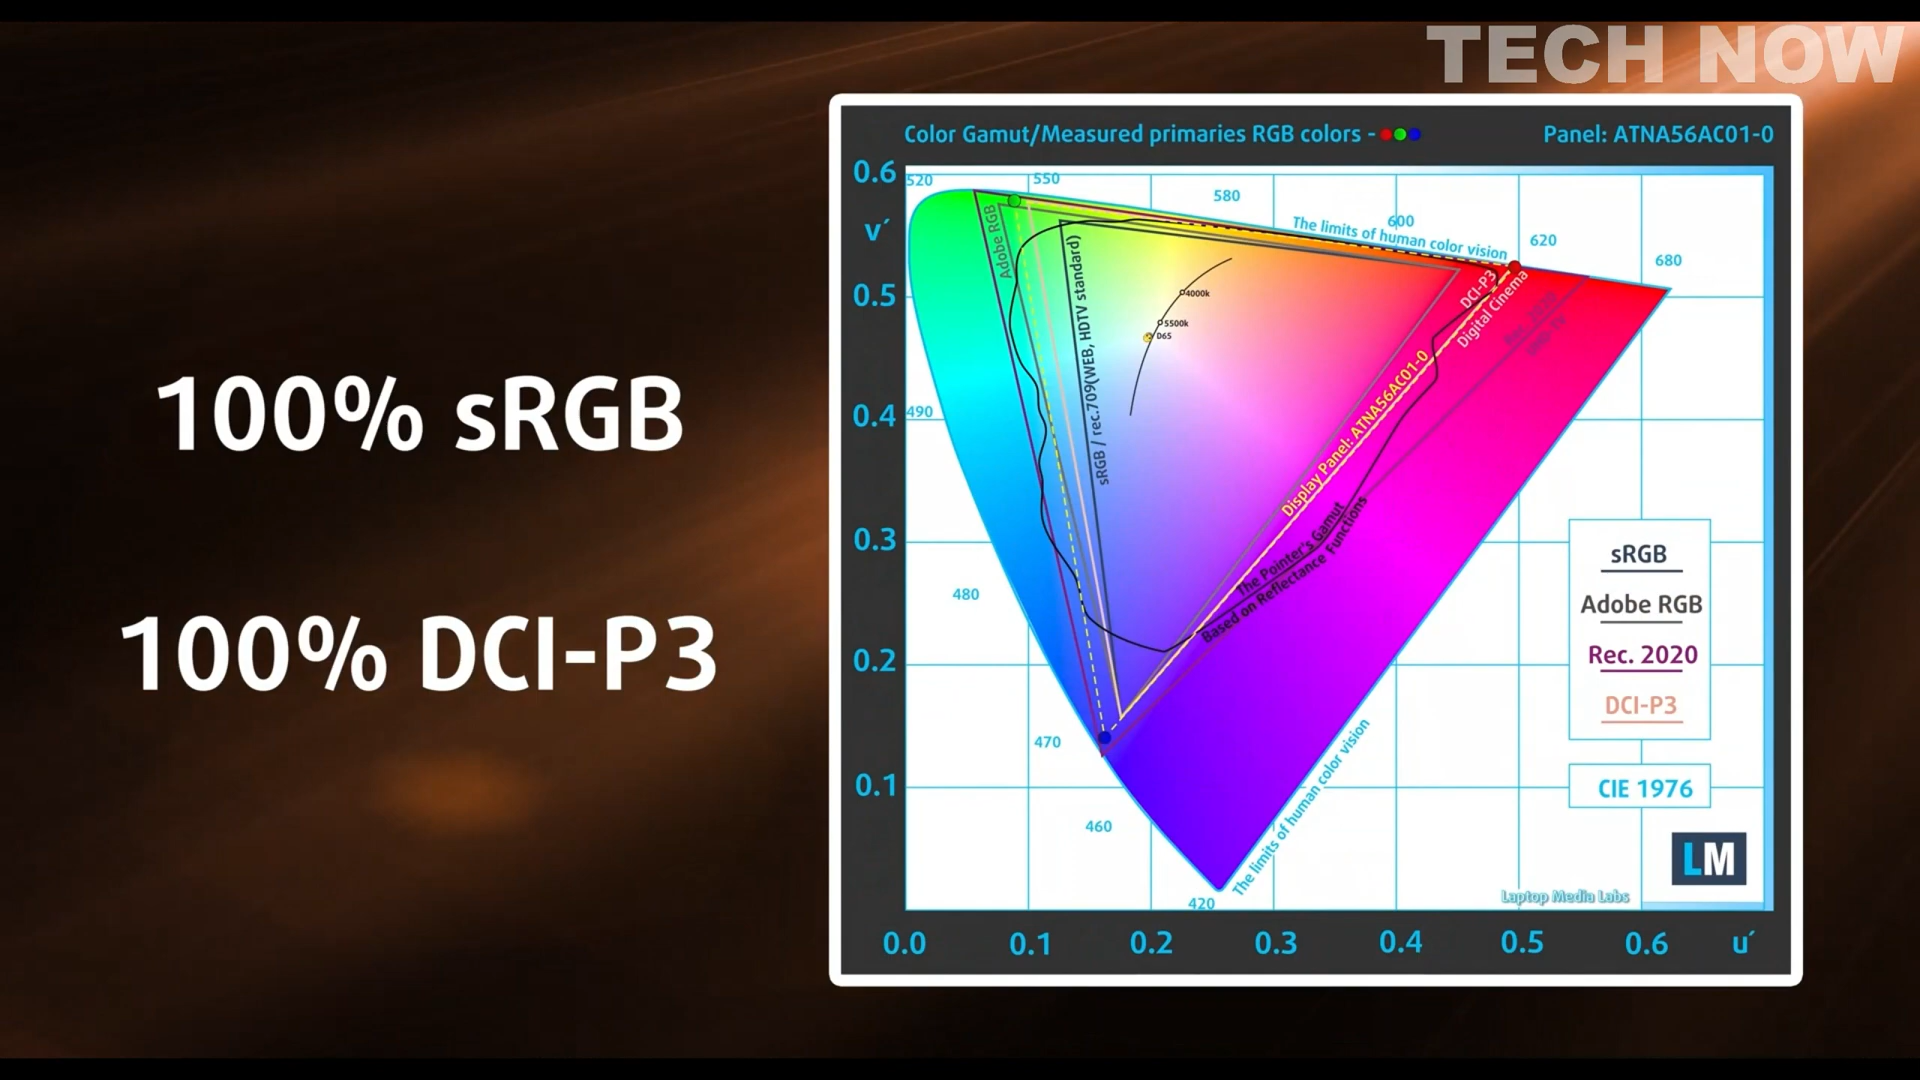 TECH NOW
100% sRGB
100% DCI-P3
Color Gamut/Measured primaries RGB colors -
Panel: ATNA56AC01-0
0.6
0.5
0.4
0.3
0.2
0.1
v´
520
550
580
600
620
680
490
480
470
460
420
The limits of human color vision
Adobe RGB
sRGB / rec.709(WEB, HDTV standard)
4000k
5500k
D65
DCI-P3
Digital Cinema
Rec. 2020
UHD-TV
Display Panel: ATNA56AC01-0
The Pointer's Gamut
Based on Reflectance Functions
The limits of human color vision
sRGB
Adobe RGB
Rec. 2020
DCI-P3
CIE 1976
LM
Laptop Media Labs
0.0
0.1
0.2
0.3
0.4
0.5
0.6
u´